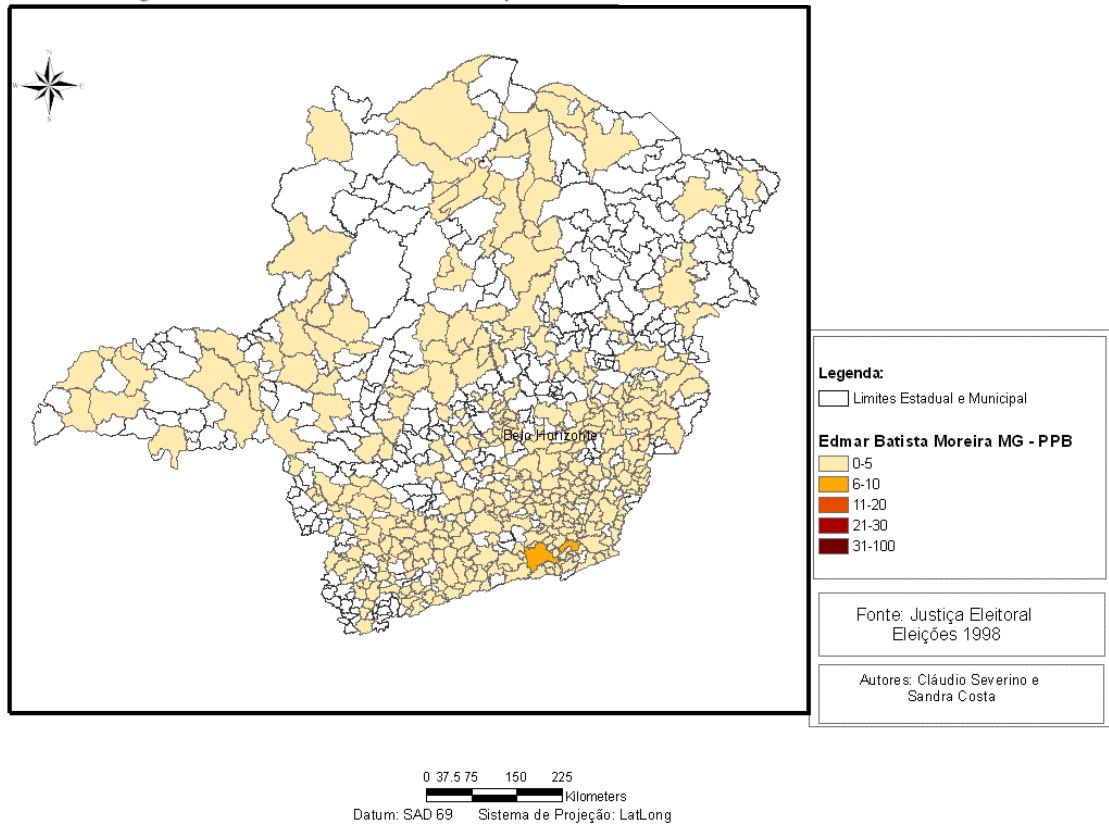 N
W E
S
Belo Horizonte
Legenda:
Limites Estadual e Municipal
Edmar Batista Moreira MG - PPB
0-5
6-10
11-20
21-30
31-100
Fonte: Justiça Eleitoral
Eleições 1998
Autores: Cláudio Severino e
Sandra Costa
0 37.5 75 150 225
Kilometers
Datum: SAD 69 Sistema de Projeção: LatLong